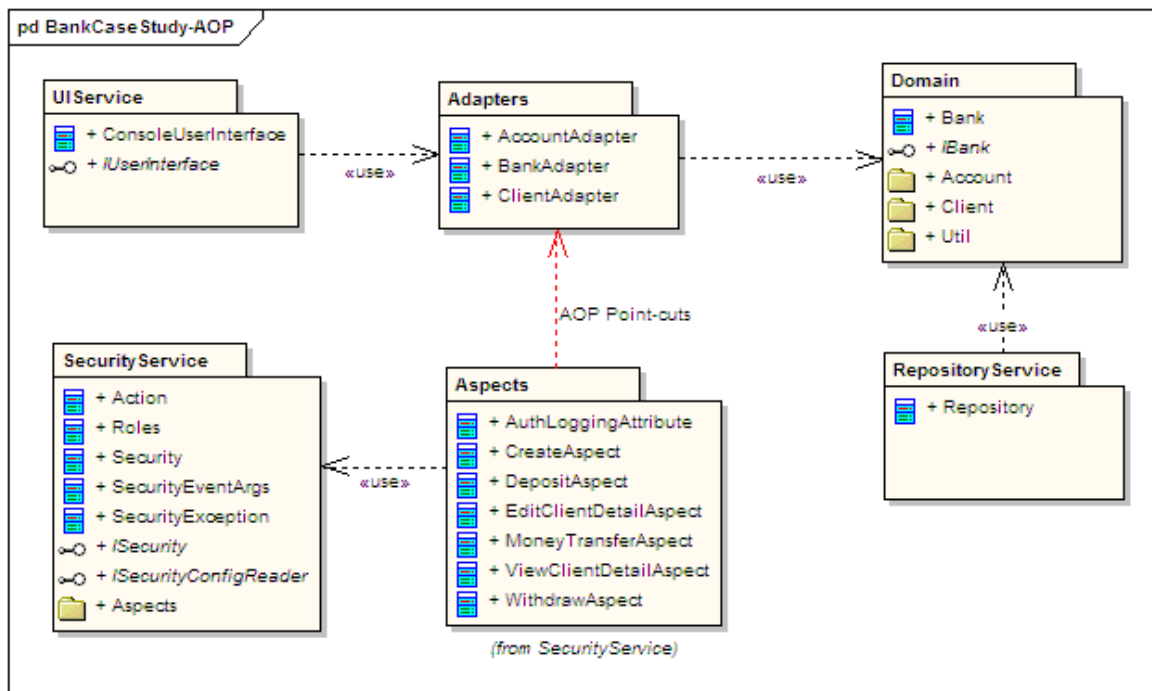 pd BankCaseStudy-AOP
UIService
+ ConsoleUserInterface
+ IUserInterface
«use»
Adapters
+ AccountAdapter
+ BankAdapter
+ ClientAdapter
«use»
Domain
+ Bank
+ IBank
+ Account
+ Client
+ Util
AOP Point-cuts
«use»
SecurityService
+ Action
+ Roles
+ Security
+ SecurityEventArgs
+ SecurityException
+ ISecurity
+ ISecurityConfigReader
+ Aspects
«use»
Aspects
+ AuthLoggingAttribute
+ CreateAspect
+ DepositAspect
+ EditClientDetailAspect
+ MoneyTransferAspect
+ ViewClientDetailAspect
+ WithdrawAspect
(from SecurityService)
RepositoryService
+ Repository